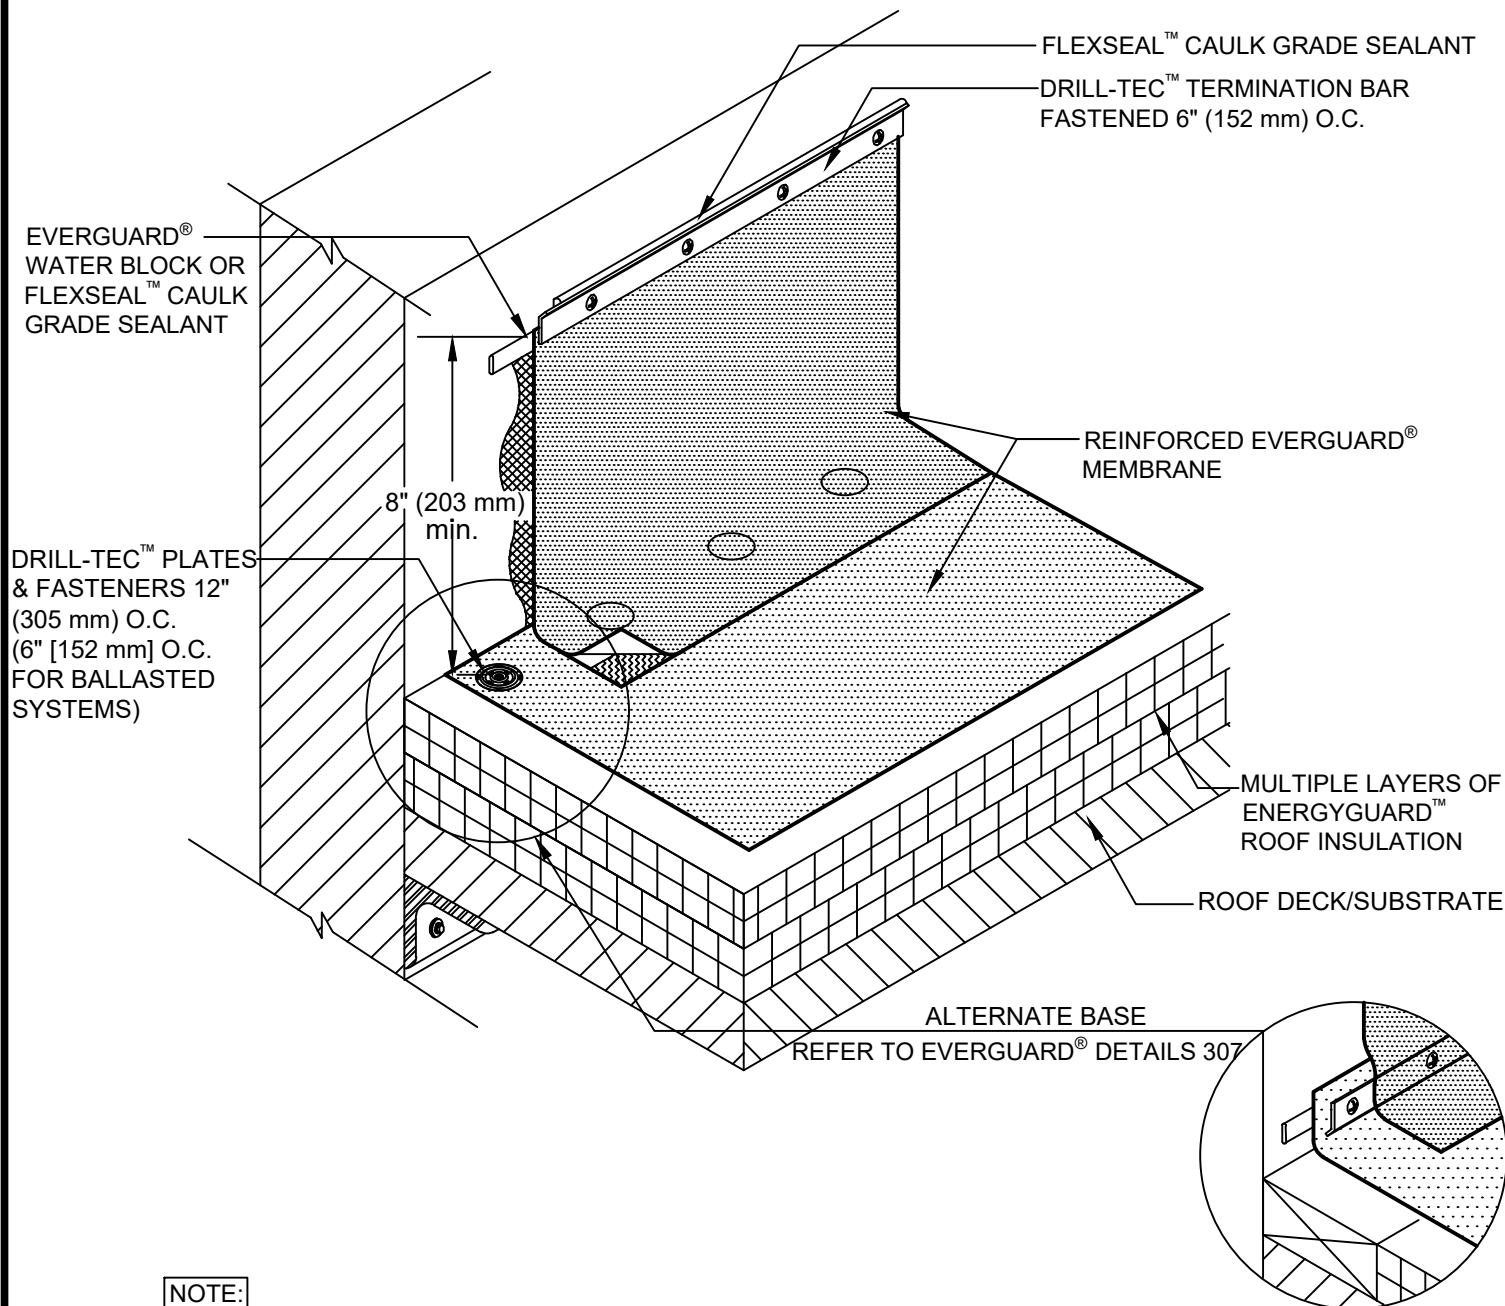 FLEXSEAL™ CAULK GRADE SEALANT
DRILL-TEC™ TERMINATION BAR
FASTENED 6" (152 mm) O.C.
EVERGUARD®
WATER BLOCK OR
FLEXSEAL™ CAULK
GRADE SEALANT
REINFORCED EVERGUARD®
MEMBRANE
8" (203 mm)
min.
DRILL-TEC™ PLATES
& FASTENERS 12"
(305 mm) O.C.
(6" [152 mm] O.C.
FOR BALLASTED
SYSTEMS)
MULTIPLE LAYERS OF
ENERGYGUARD™
ROOF INSULATION
ROOF DECK/SUBSTRATE
ALTERNATE BASE
REFER TO EVERGUARD® DETAILS 307
NOTE: